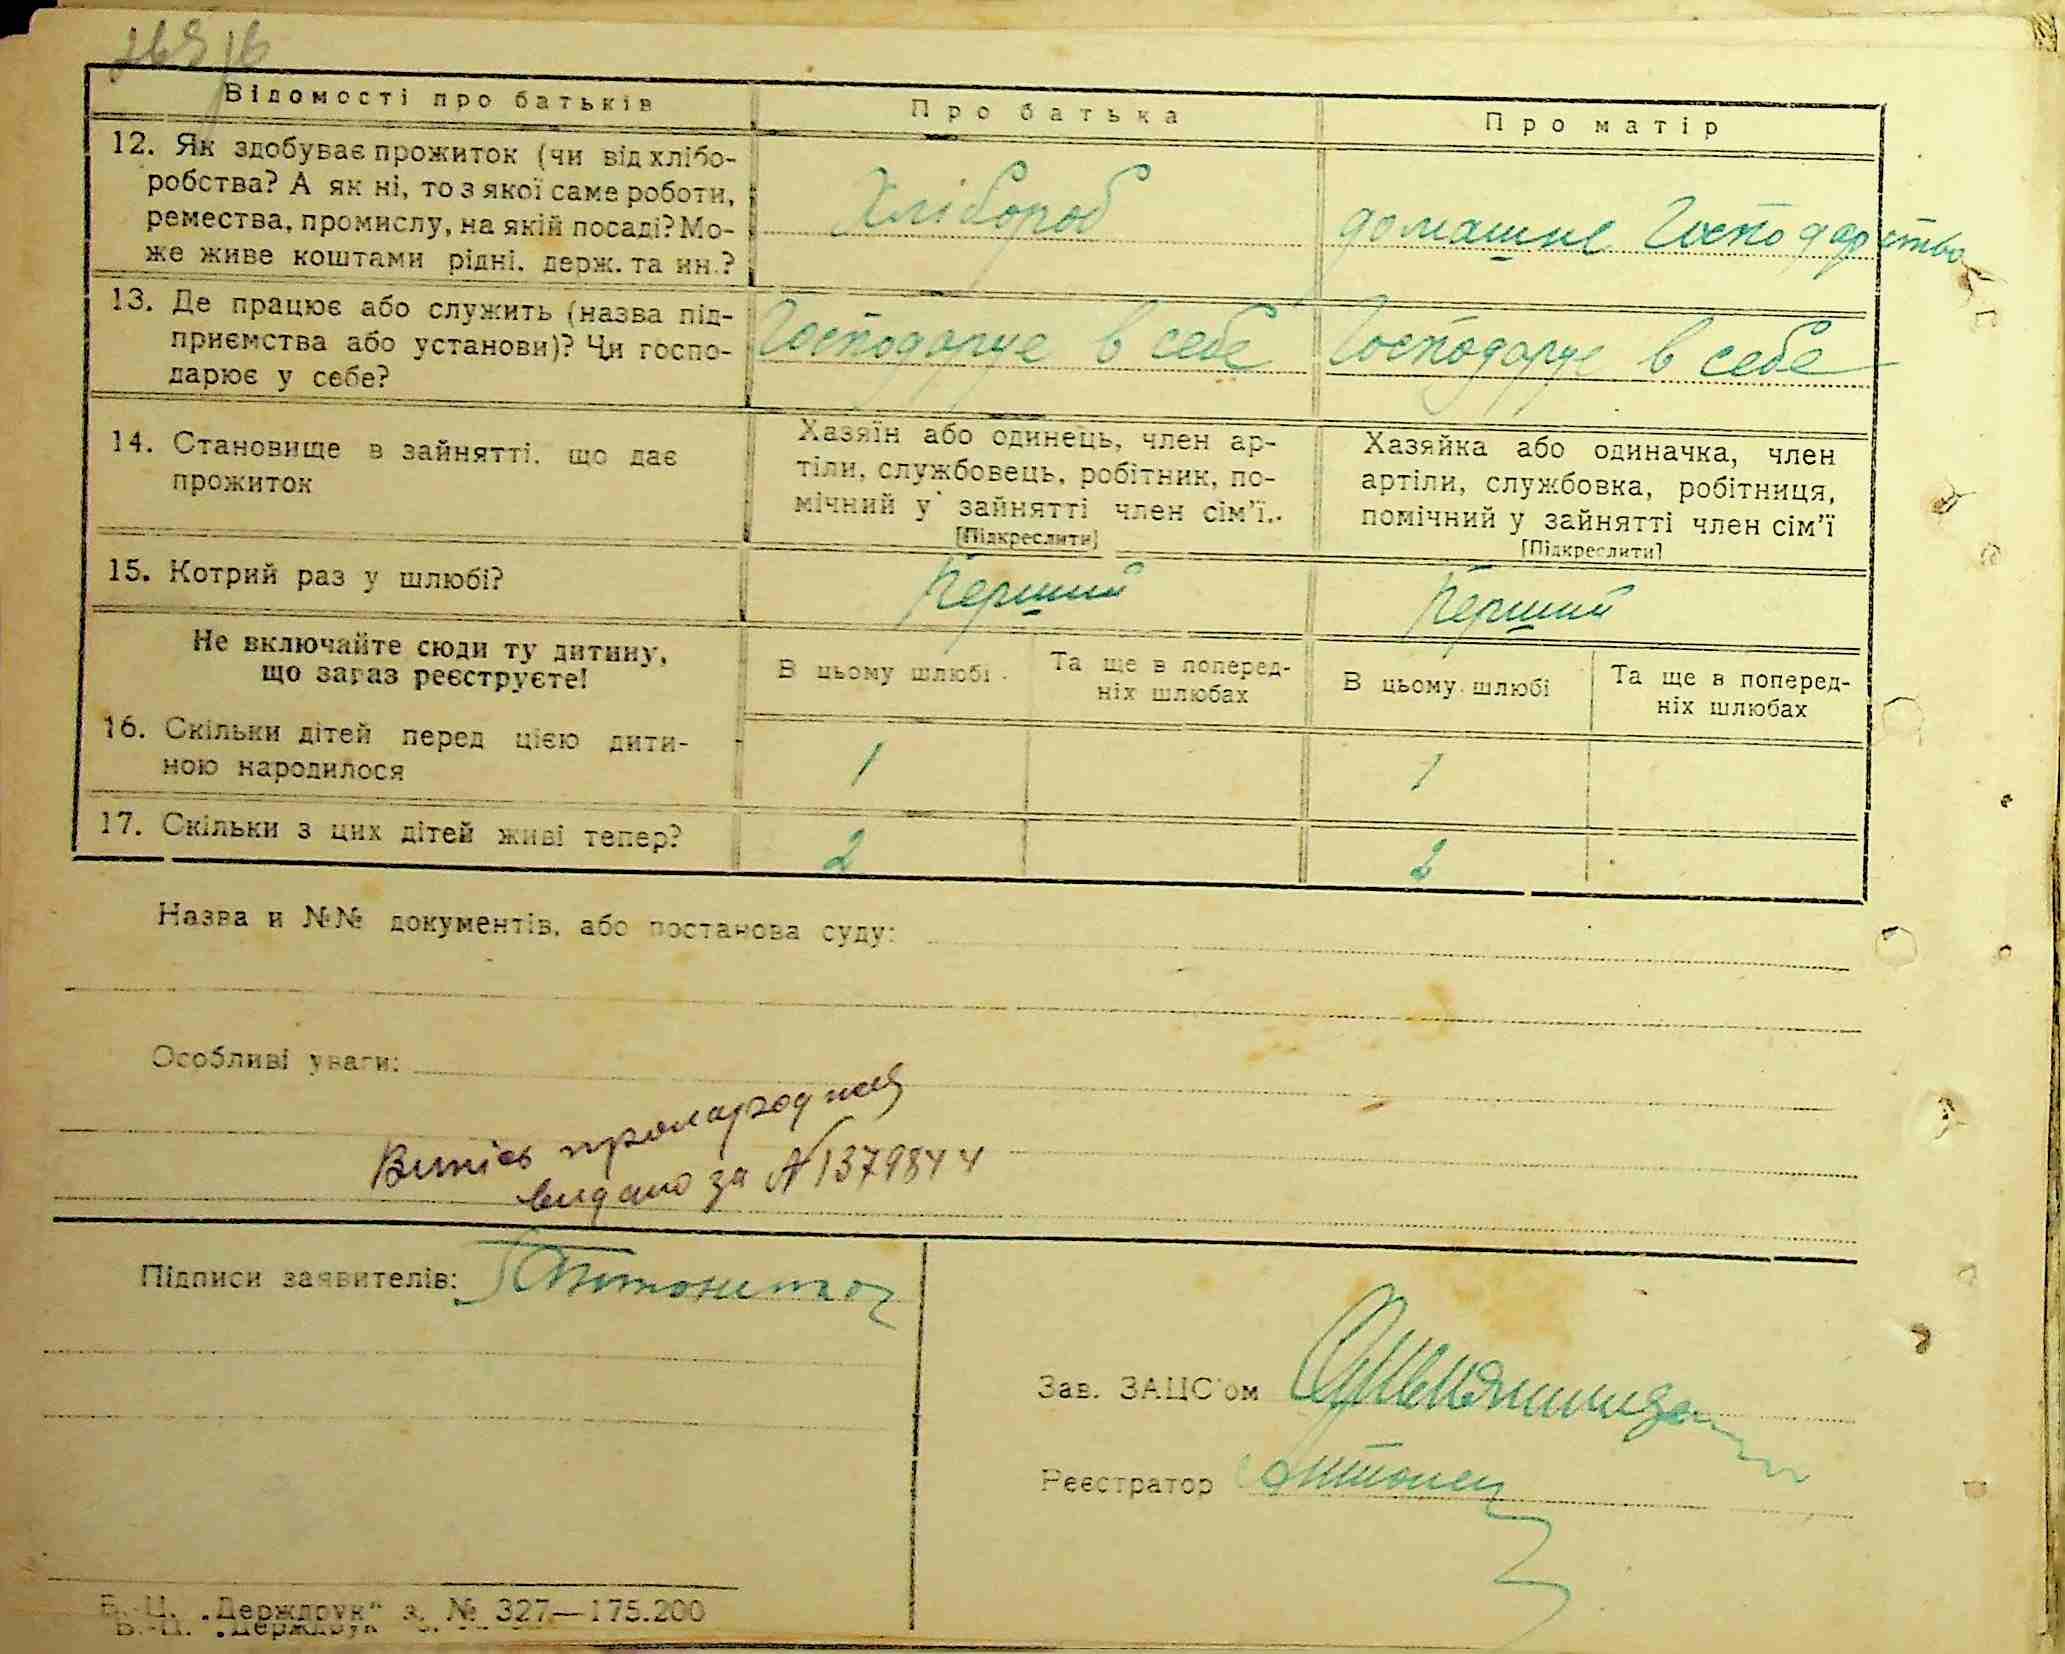 Відомості про батьків
Про батька
Про матір
12. Як здобуває прожиток (чи від хлібо-
робства? А як ні, то з якої саме роботи,
ремества, промислу, на якій посаді? Мо-
же живе коштами рідні, держ. та ин.?
Хлібороб
домашнє Господарство
13. Де працює або служить (назва під-
приємства або установи)? Чи госпо-
дарює у себе?
Господарує в себе
Господарує в себе
14. Становище в зайнятті, що дає
прожиток
Хазяїн або одинець, член ар-
тіли, службовець, робітник, по-
мічний у зайнятті член сім'ї..
[Підкреслити]
Хазяйка або одиначка, член
артіли, службовка, робітниця,
помічний у зайнятті член сім'ї
[Підкреслити]
15. Котрий раз у шлюбі?
Перший
Перший
Не включайте сюди ту дитину,
що зараз реєструєте!
В цьому шлюбі
Та ще в поперед-
ніх шлюбах
В цьому шлюбі
Та ще в поперед-
ніх шлюбах
16. Скільки дітей перед цією дити-
ною народилося
1
1
17. Скільки з цих дітей живі тепер?
2
2
Назва и №№ документів, або постанова суду:
Особливі уваги:
Випісь
видано за № 1379844
Підписи заявителів:
Зав. ЗАЦС'ом
Реєстратор
Б.-Ц. „Держдрук" з. № 327—175.200